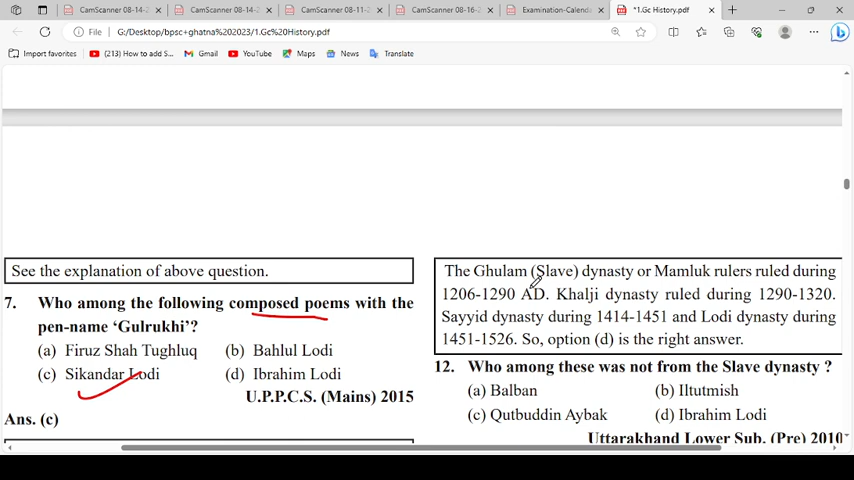 CamScanner 08-14-2
CamScanner 08-14-2
CamScanner 08-11-2
CamScanner 08-16-2
Examination-Calend
*1.Gc History.pdf
File
G:/Desktop/bpsc+ghatna%202023/1.Gc%20History.pdf
Import favorites
(213) How to add S...
Gmail
YouTube
Maps
News
Translate
See the explanation of above question.
7. Who among the following composed poems with the
pen-name ‘Gulrukhi’?
(a) Firuz Shah Tughluq (b) Bahlul Lodi
(c) Sikandar Lodi (d) Ibrahim Lodi
U.P.P.C.S. (Mains) 2015
Ans. (c)
The Ghulam (Slave) dynasty or Mamluk rulers ruled during
1206-1290 AD. Khalji dynasty ruled during 1290-1320.
Sayyid dynasty during 1414-1451 and Lodi dynasty during
1451-1526. So, option (d) is the right answer.
12. Who among these was not from the Slave dynasty ?
(a) Balban (b) Iltutmish
(c) Qutbuddin Aybak (d) Ibrahim Lodi
Uttarakhand Lower Sub. (Pre) 2010